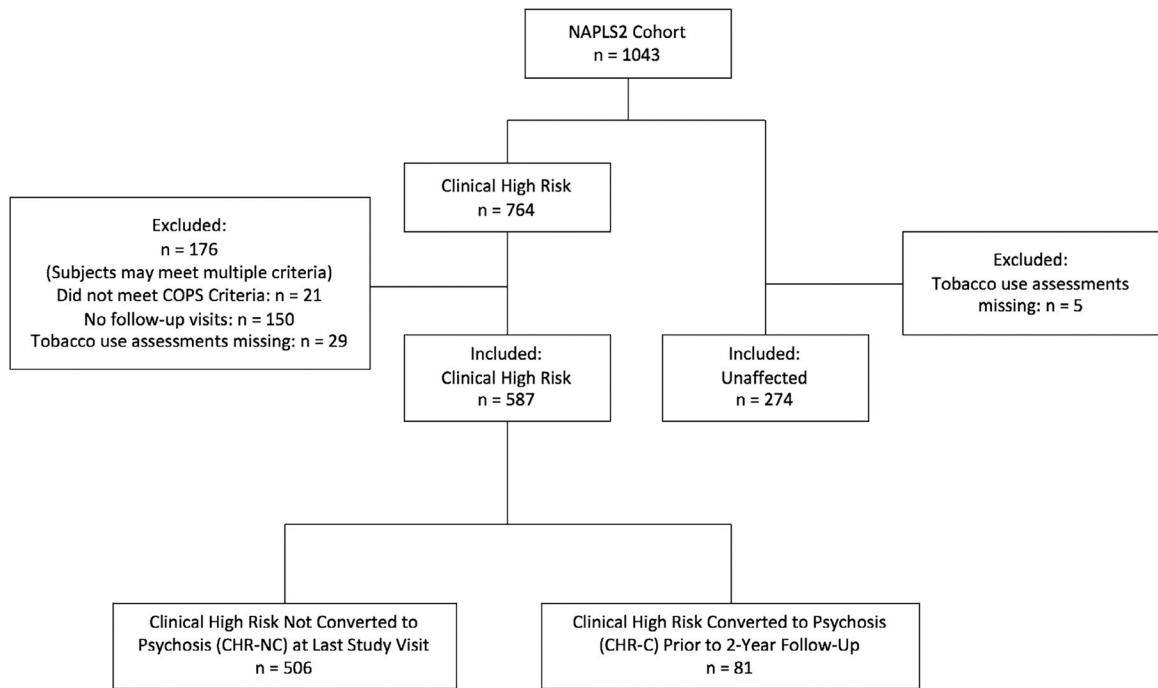 NAPLS2 Cohort
n = 1043
Clinical High Risk
n = 764
Excluded:
n = 176
(Subjects may meet multiple criteria)
Did not meet COPS Criteria: n = 21
No follow-up visits: n = 150
Tobacco use assessments missing: n = 29
Excluded:
Tobacco use assessments
missing: n = 5
Included:
Clinical High Risk
n = 587
Included:
Unaffected
n = 274
Clinical High Risk Not Converted to
Psychosis (CHR-NC) at Last Study Visit
n = 506
Clinical High Risk Converted to Psychosis
(CHR-C) Prior to 2-Year Follow-Up
n = 81